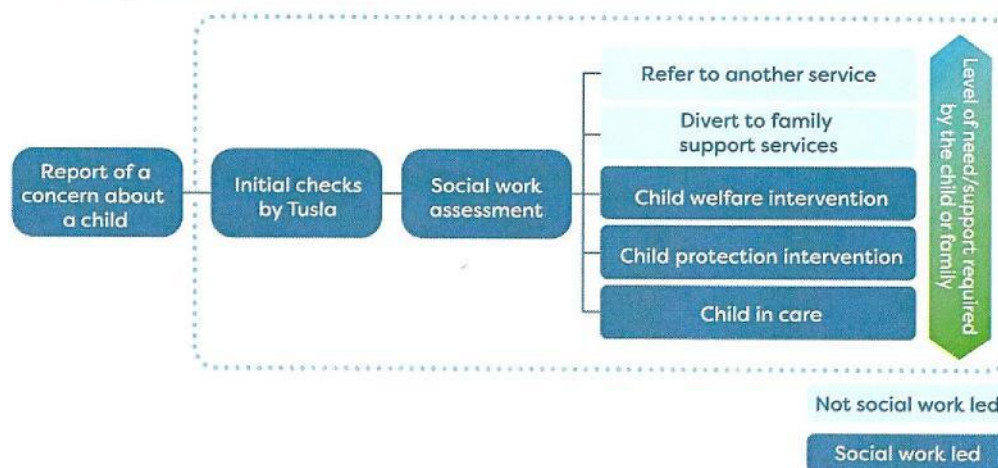 Report of a
concern about
a child
Initial checks
by Tusla
Social work
assessment
Refer to another service
Divert to family
support services
Child welfare intervention
Child protection intervention
Child in care
Level of need/support required
by the child or family
Not social work led
Social work led